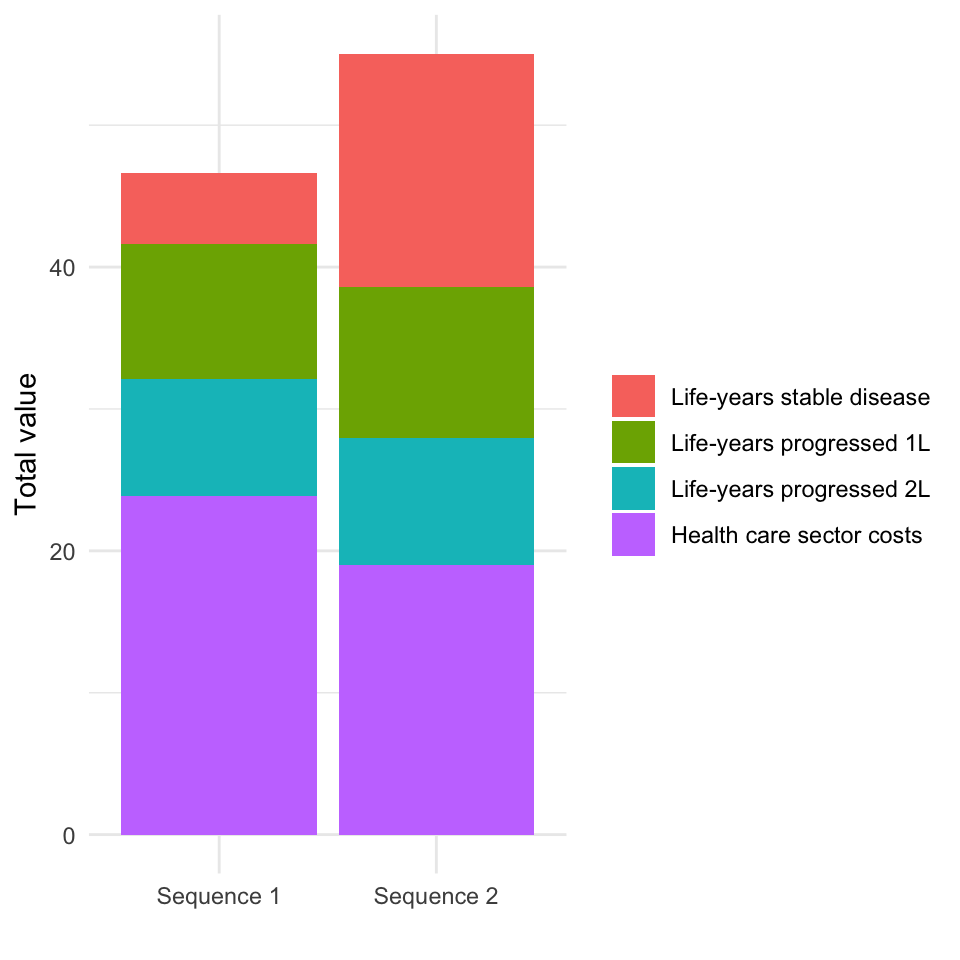 Total value
40
20
0
Sequence 1
Sequence 2
Life-years stable disease
Life-years progressed 1L
Life-years progressed 2L
Health care sector costs